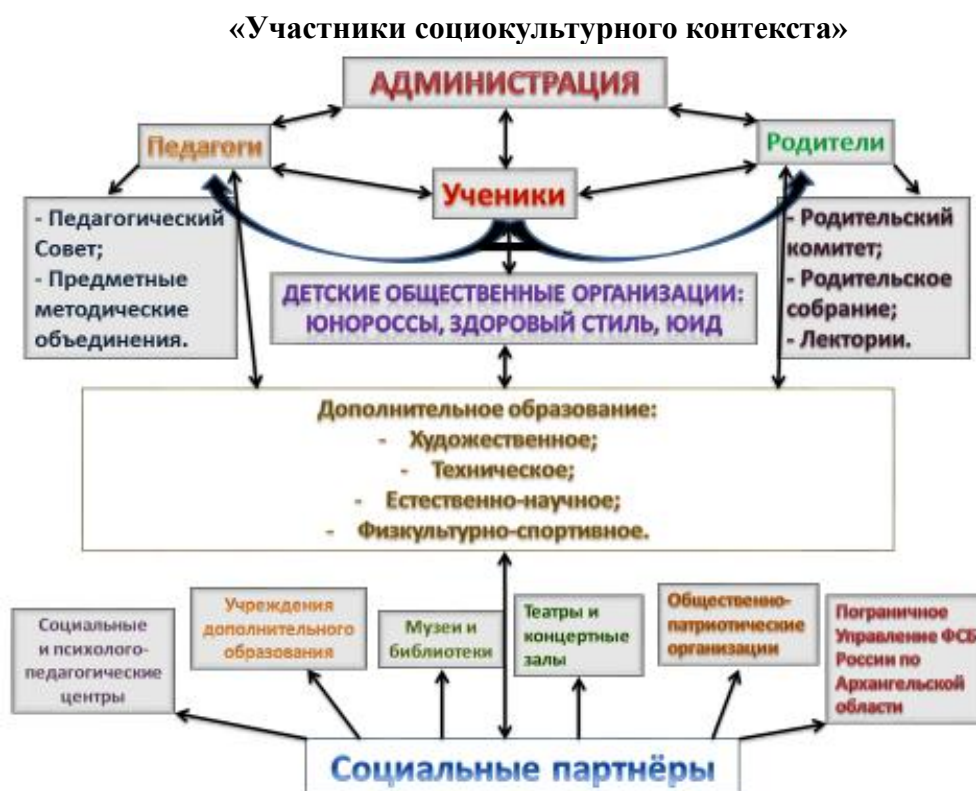 «Участники социокультурного контекста»
АДМИНИСТРАЦИЯ
Педагоги
Родители
Ученики
- Педагогический
Совет;
- Предметные
методические
объединения.
- Родительский
комитет;
- Родительское
собрание;
- Лектории.
ДЕТСКИЕ ОБЩЕСТВЕННЫЕ ОРГАНИЗАЦИИ:
ЮНОРОССЫ, ЗДОРОВЫЙ СТИЛЬ, ЮИД
Дополнительное образование:
- Художественное;
- Техническое;
- Естественно-научное;
- Физкультурно-спортивное.
Социальные
и психолого-
педагогические
центры
Учреждения
дополнительного
образования
Музеи и
библиотеки
Театры и
концертные
залы
Общественно-
патриотические
организации
Пограничное
Управление ФСБ
России по
Архангельской
области
Социальные партнёры